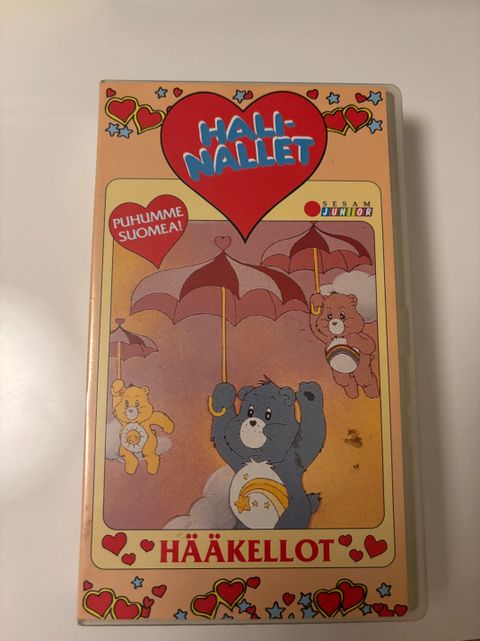 HALI-
NALLET
SESAM
JUNIOR
PUHUMME
SUOMEA!
HÄÄKELLOT